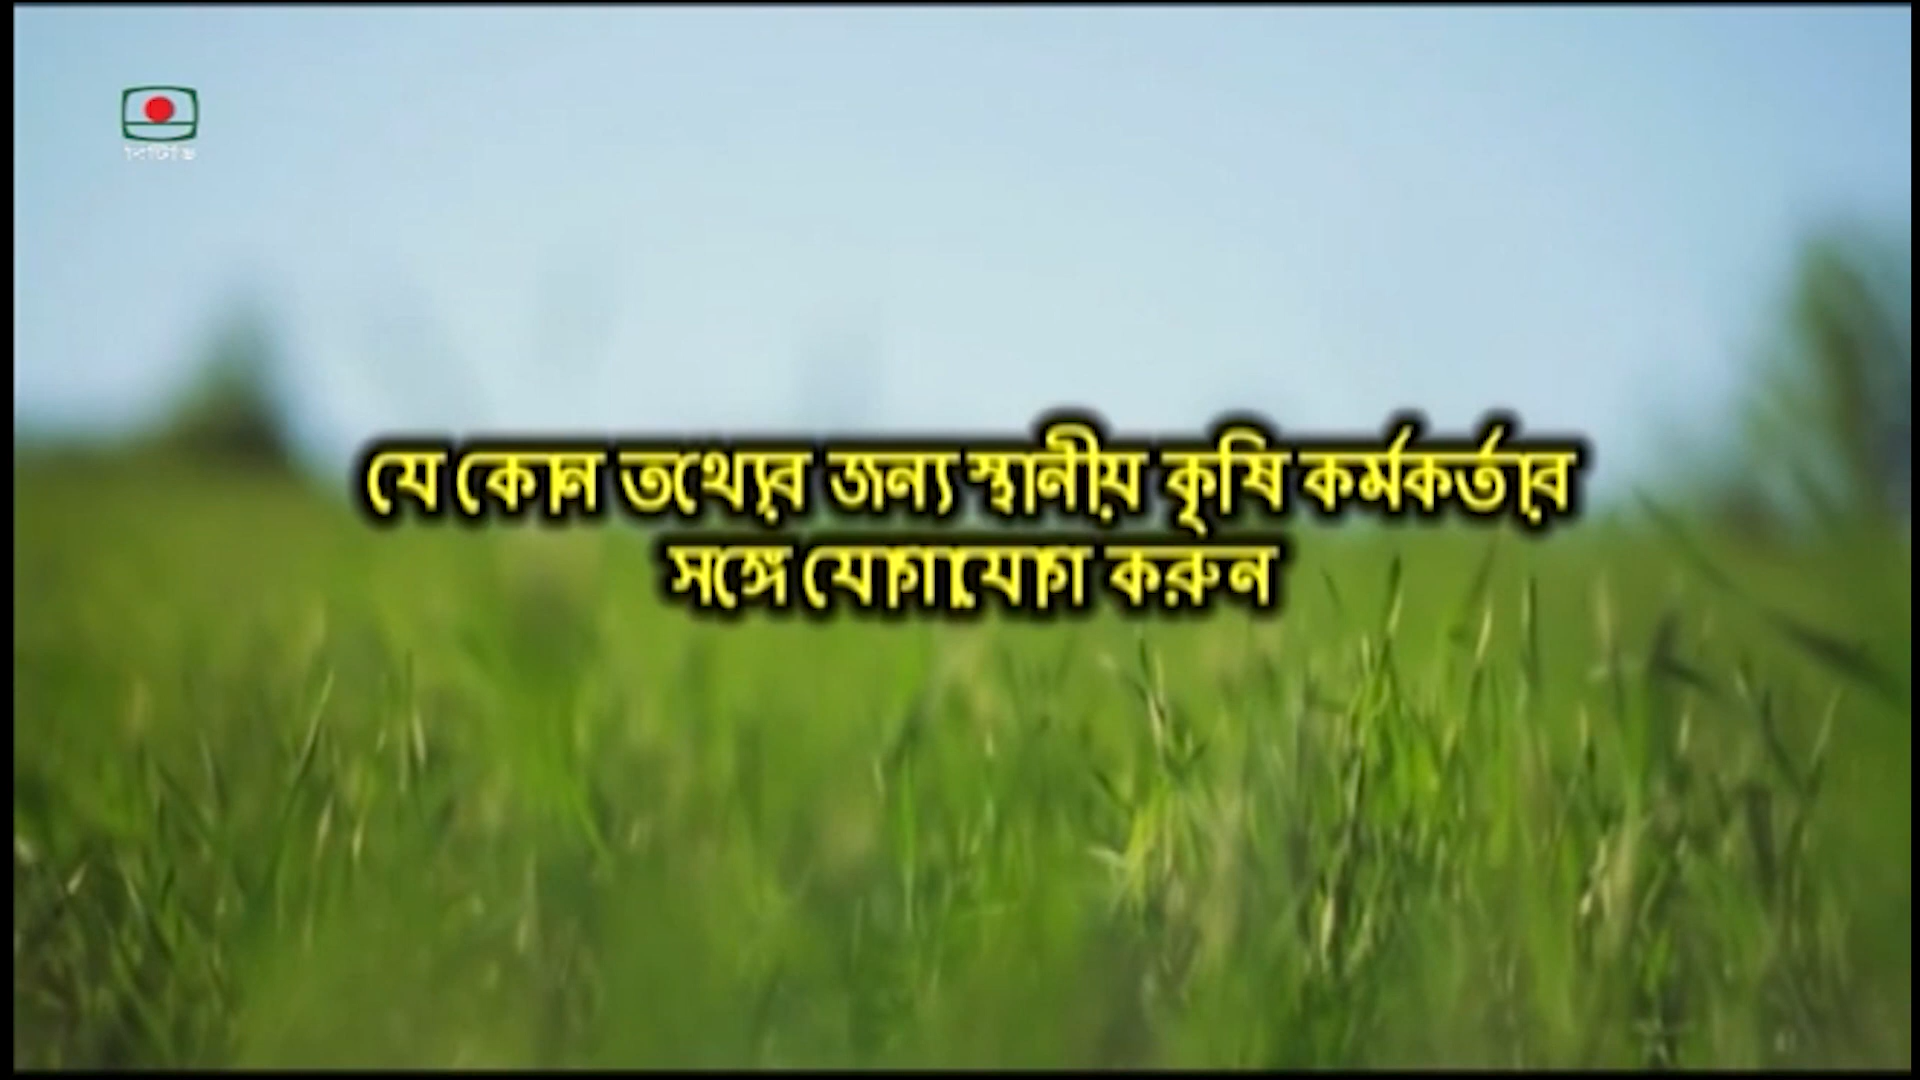 বিটিভি
যে কোন তথ্যের জন্য স্থানীয় কৃষি কর্মকর্তার
সঙ্গে যোগাযোগ করুন